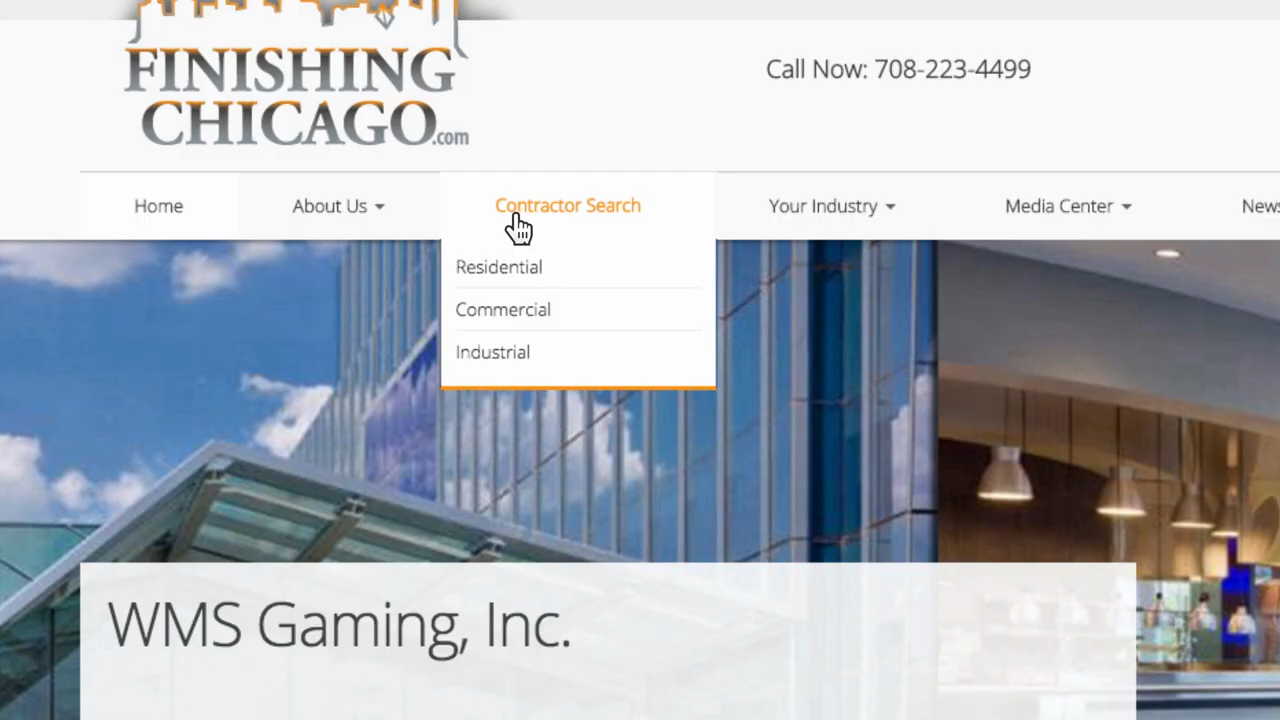 FINISHING
CHICAGO.com
Call Now: 708-223-4499
Home
About Us
Contractor Search
Your Industry
Media Center
Residential
Commercial
Industrial
WMS Gaming, Inc.